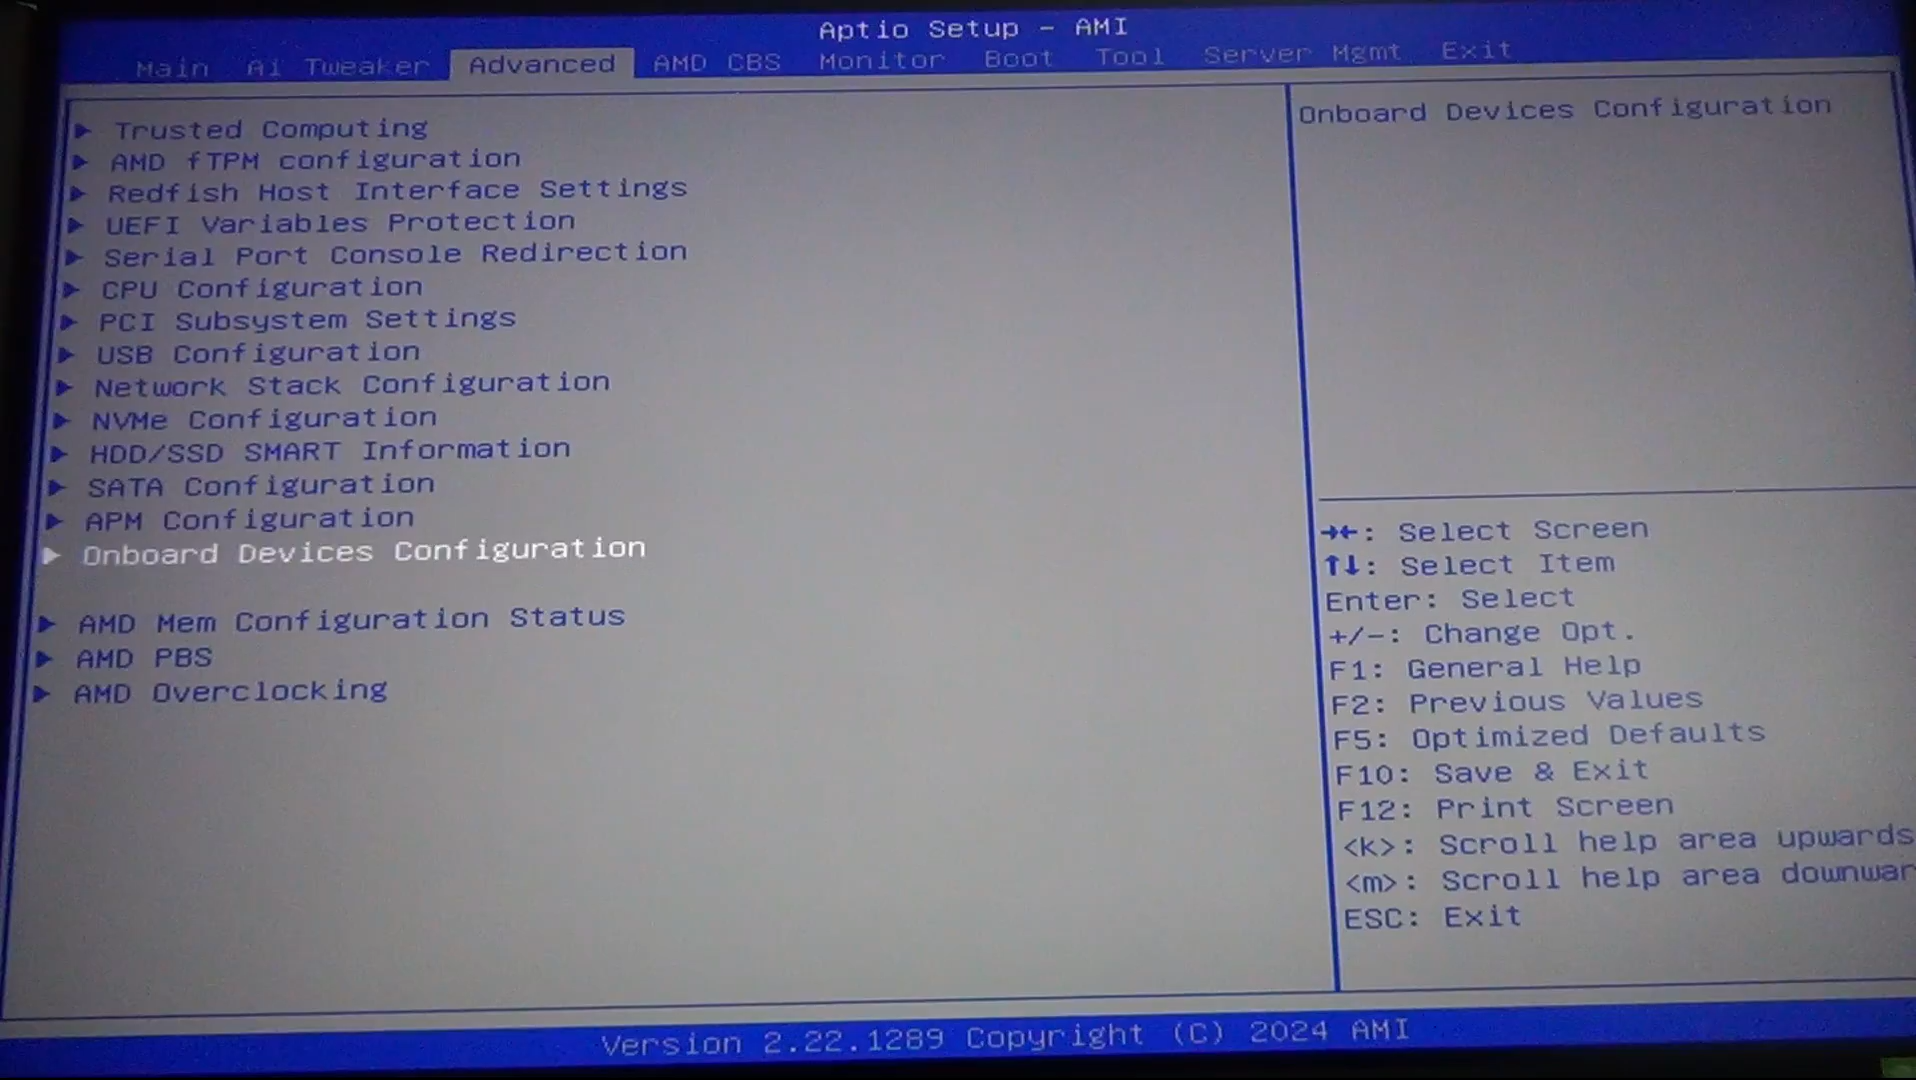 Aptio Setup - AMI
Main Ai Tweaker Advanced AMD CBS Monitor Boot Tool Server Mgmt Exit
Trusted Computing
AMD fTPM configuration
Redfish Host Interface Settings
UEFI Variables Protection
Serial Port Console Redirection
CPU Configuration
PCI Subsystem Settings
USB Configuration
Network Stack Configuration
NVMe Configuration
HDD/SSD SMART Information
SATA Configuration
APM Configuration
Onboard Devices Configuration
AMD Mem Configuration Status
AMD PBS
AMD Overclocking
Onboard Devices Configuration
→←: Select Screen
↑↓: Select Item
Enter: Select
+/-: Change Opt.
F1: General Help
F2: Previous Values
F5: Optimized Defaults
F10: Save & Exit
F12: Print Screen
<k>: Scroll help area upwards
<m>: Scroll help area downwar
ESC: Exit
Version 2.22.1289 Copyright (C) 2024 AMI